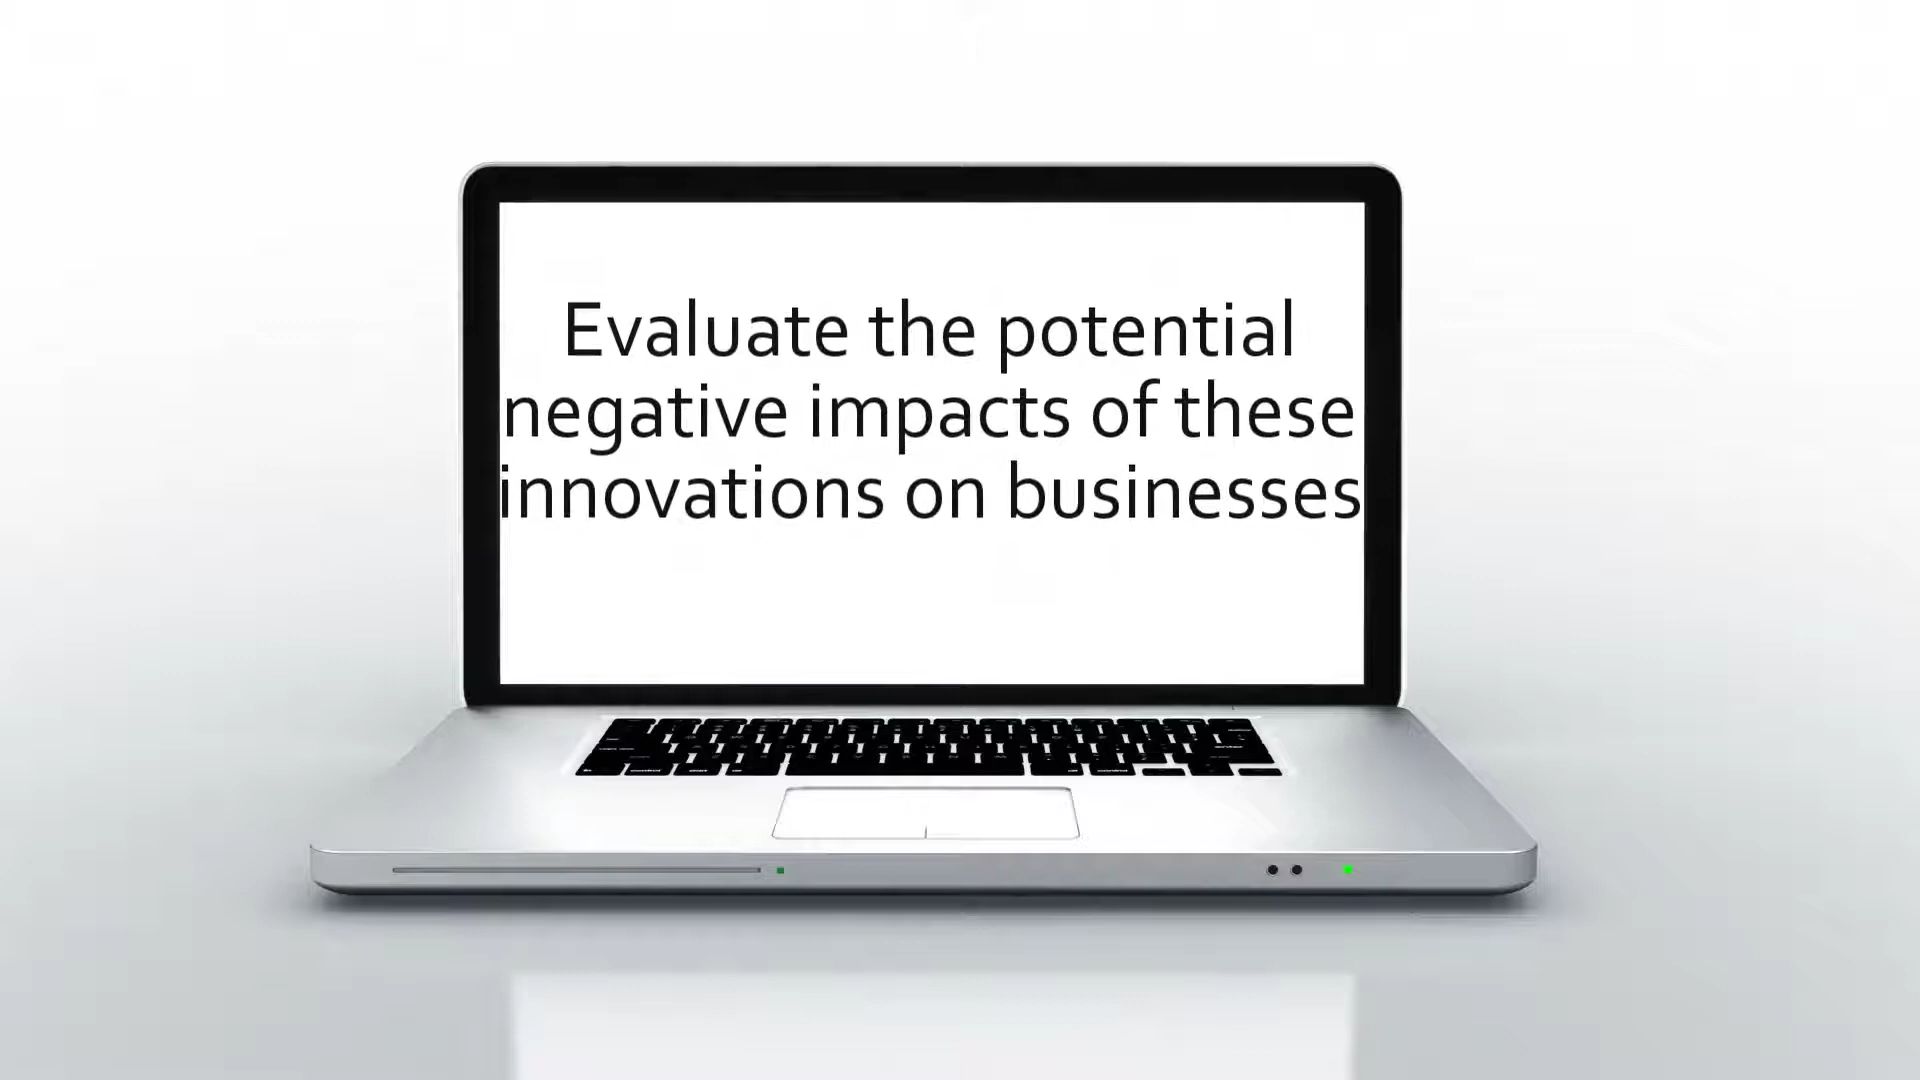 Evaluate the potential
negative impacts of these
innovations on businesses